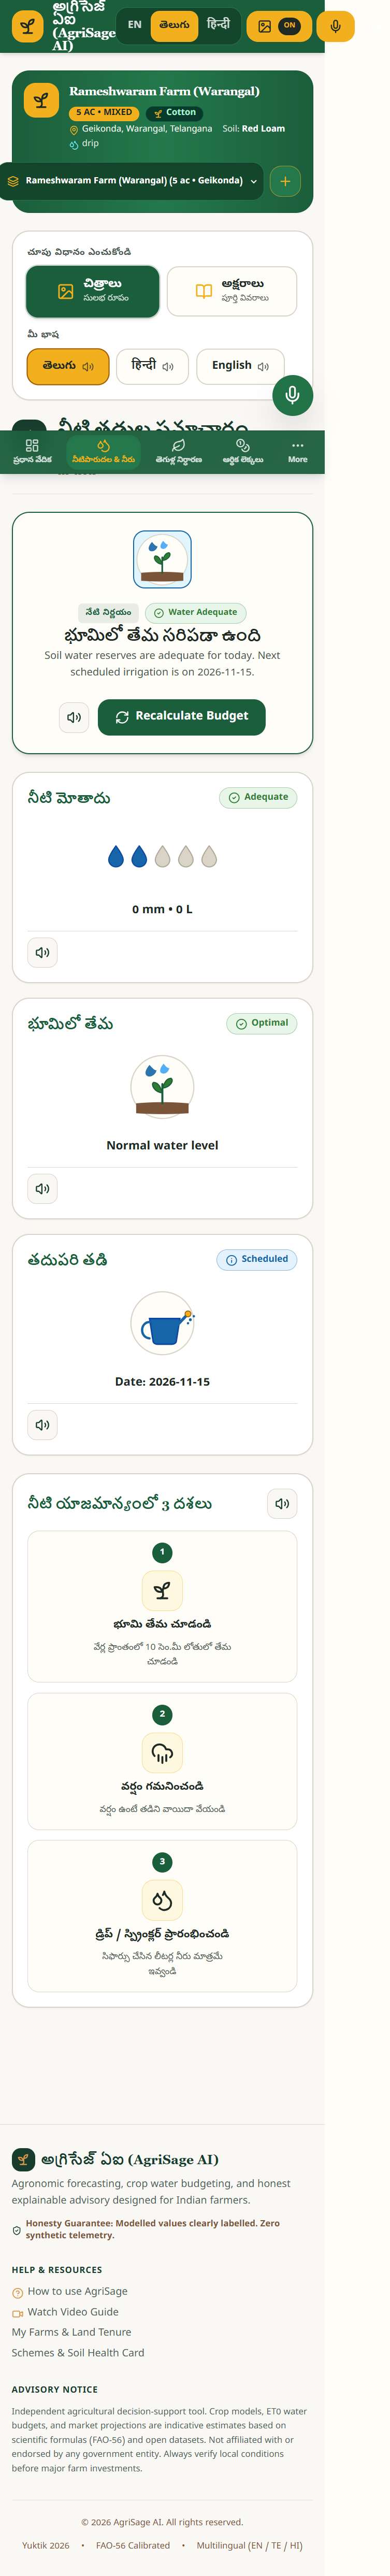 అగ్రిసేజ్
ఏఐ
(AgriSage
AI)
EN తెలుగు हिन्दी ON
Rameshwaram Farm (Warangal)
5 AC • MIXED Cotton
Geikonda, Warangal, Telangana Soil: Red Loam
drip
Rameshwaram Farm (Warangal) (5 ac • Geikonda)
చూపు విధానం ఎంచుకోండి
చిత్రాలు
సులభ రూపం
అక్షరాలు
పూర్తి వివరాలు
మీ భాష
తెలుగు हिन्दी English
ప్రధాన వేదిక నీటిపారుదల & నీరు తెగుళ్ల నిర్ధారణ ఆర్థిక లెక్కలు More
నేటి నిర్ణయం Water Adequate
భూమిలో తేమ సరిపడా ఉంది
Soil water reserves are adequate for today. Next
scheduled irrigation is on 2026-11-15.
Recalculate Budget
నీటి మోతాదు Adequate
0 mm • 0 L
భూమిలో తేమ Optimal
Normal water level
తదుపరి తడి Scheduled
Date: 2026-11-15
నీటి యాజమాన్యంలో 3 దశలు
1
భూమి తేమ చూడండి
వేర్ల ప్రాంతంలో 10 సెం.మీ లోతులో తేమ
చూడండి
2
వర్షం గమనించండి
వర్షం ఉంటే తడిని వాయిదా వేయండి
3
డ్రిప్ / స్ప్రింక్లర్ ప్రారంభించండి
సిఫార్సు చేసిన లీటర్ల నీరు మాత్రమే
ఇవ్వండి
అగ్రిసేజ్ ఏఐ (AgriSage AI)
Agronomic forecasting, crop water budgeting, and honest
explainable advisory designed for Indian farmers.
Honesty Guarantee: Modelled values clearly labelled. Zero
synthetic telemetry.
HELP & RESOURCES
How to use AgriSage
Watch Video Guide
My Farms & Land Tenure
Schemes & Soil Health Card
ADVISORY NOTICE
Independent agricultural decision-support tool. Crop models, ET0 water
budgets, and market projections are indicative estimates based on
scientific formulas (FAO-56) and open datasets. Not affiliated with or
endorsed by any government entity. Always verify local conditions
before major farm investments.
© 2026 AgriSage AI. All rights reserved.
Yuktik 2026 • FAO-56 Calibrated • Multilingual (EN / TE / HI)